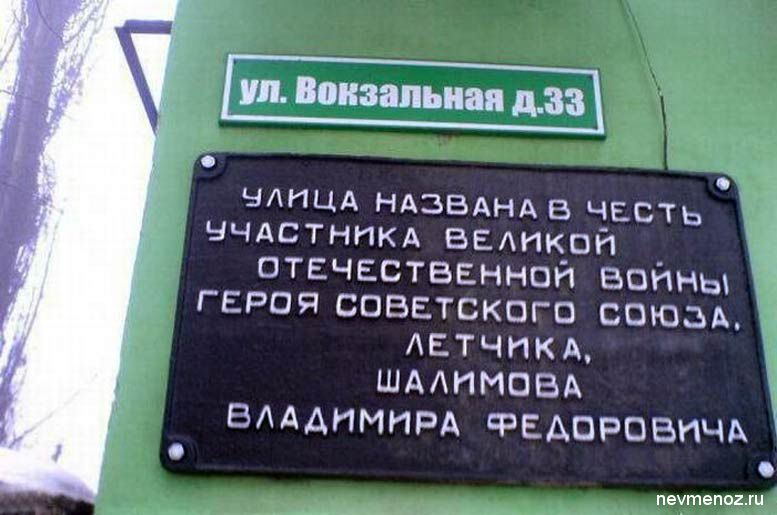 ул. Вокзальная д.33
УЛИЦА НАЗВАНА В ЧЕСТЬ
УЧАСТНИКА ВЕЛИКОЙ
ОТЕЧЕСТВЕННОЙ ВОЙНЫ
ГЕРОЯ СОВЕТСКОГО СОЮЗА,
ЛЕТЧИКА,
ШАЛИМОВА
ВЛАДИМИРА ФЕДОРОВИЧА
nevmenoz.ru